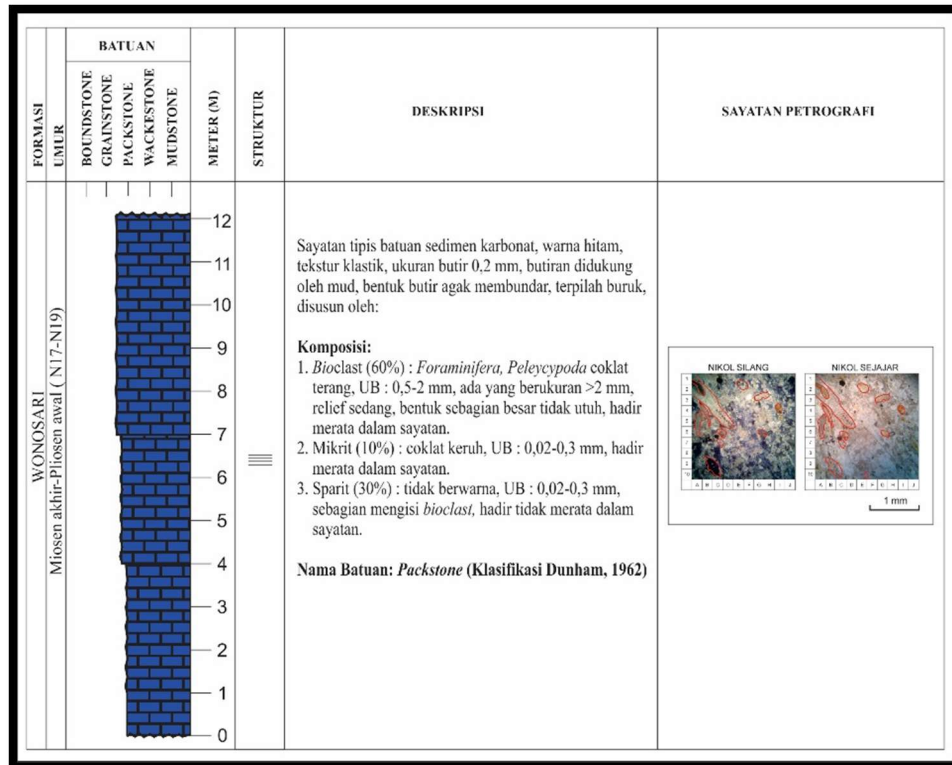 FORMASI
UMUR
BATUAN
BOUNDSTONE
GRAINSTONE
PACKSTONE
WACKESTONE
MUDSTONE
METER (M)
STRUKTUR
DESKRIPSI
SAYATAN PETROGRAFI
WONOSARI
Miosen akhir-Pliosen awal ( N17-N19)
12
11
10
9
8
7
6
5
4
3
2
1
0
Sayatan tipis batuan sedimen karbonat, warna hitam,
tekstur klastik, ukuran butir 0,2 mm, butiran didukung
oleh mud, bentuk butir agak membundar, terpilah buruk,
disusun oleh:
Komposisi:
1. Bioclast (60%) : Foraminifera, Peleycypoda coklat
terang, UB : 0,5-2 mm, ada yang berukuran >2 mm,
relief sedang, bentuk sebagian besar tidak utuh, hadir
merata dalam sayatan.
2. Mikrit (10%) : coklat keruh, UB : 0,02-0,3 mm, hadir
merata dalam sayatan.
3. Sparit (30%) : tidak berwarna, UB : 0,02-0,3 mm,
sebagian mengisi bioclast, hadir tidak merata dalam
sayatan.
Nama Batuan: Packstone (Klasifikasi Dunham, 1962)
NIKOL SILANG
NIKOL SEJAJAR
A B C D E F G H I J
A B C D E F G H I J
1 mm